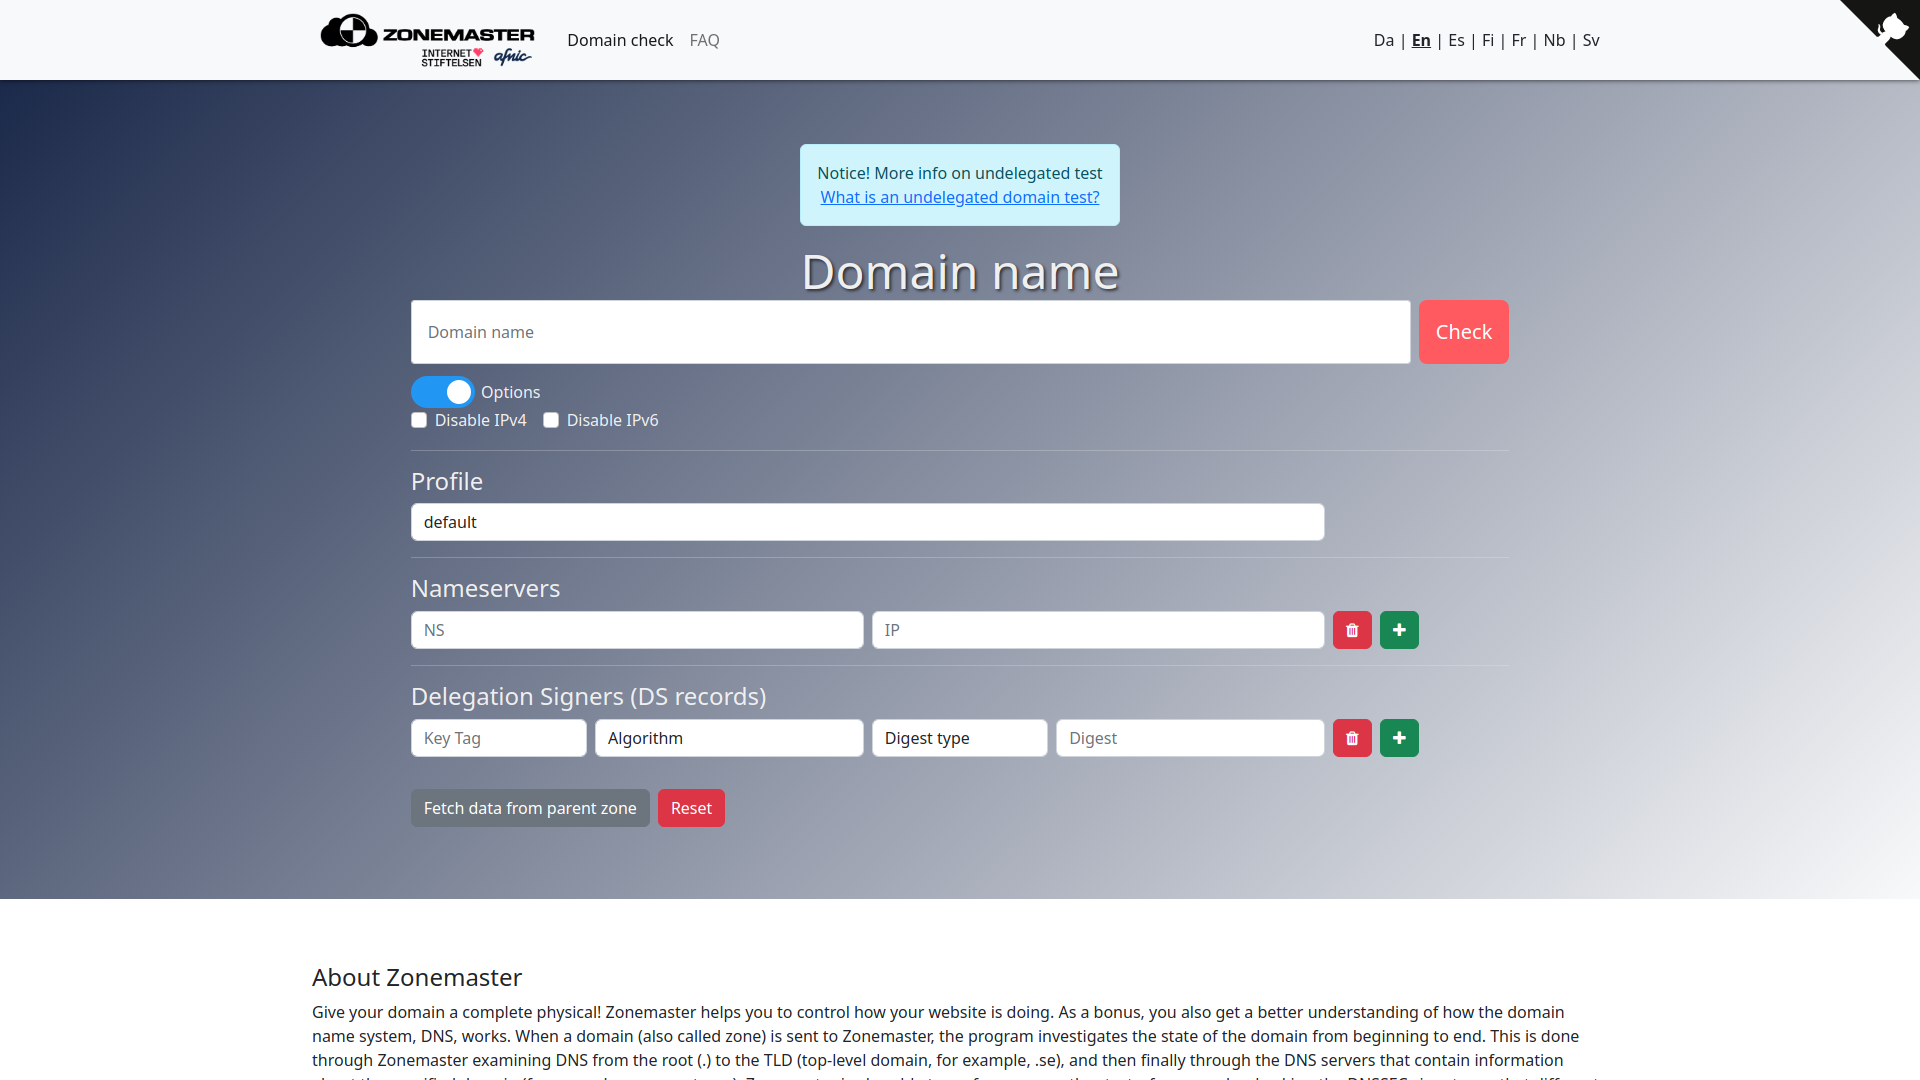 ZONEMASTER
INTERNET
STIFTELSEN afnic
Domain check FAQ
Da | En | Es | Fi | Fr | Nb | Sv
Notice! More info on undelegated test
What is an undelegated domain test?
Domain name
Domain name
Check
Options
Disable IPv4 Disable IPv6
Profile
default
Nameservers
NS IP
Delegation Signers (DS records)
Key Tag Algorithm Digest type Digest
Fetch data from parent zone Reset
About Zonemaster
Give your domain a complete physical! Zonemaster helps you to control how your website is doing. As a bonus, you also get a better understanding of how the domain
name system, DNS, works. When a domain (also called zone) is sent to Zonemaster, the program investigates the state of the domain from beginning to end. This is done
through Zonemaster examining DNS from the root (.) to the TLD (top-level domain, for example, .se), and then finally through the DNS servers that contain information